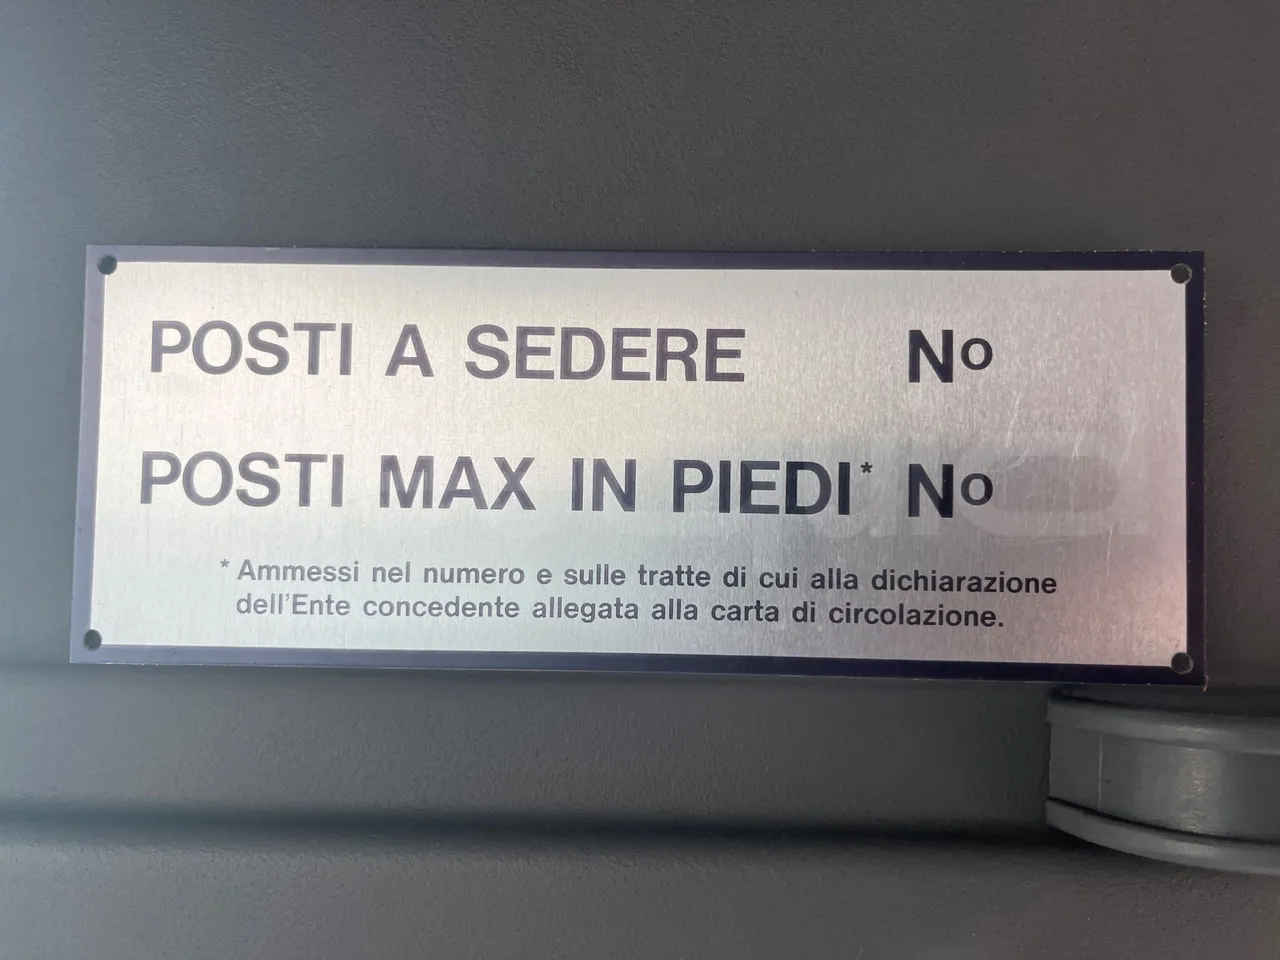 POSTI A SEDERE No
POSTI MAX IN PIEDI* No
* Ammessi nel numero e sulle tratte di cui alla dichiarazione
dell'Ente concedente allegata alla carta di circolazione.